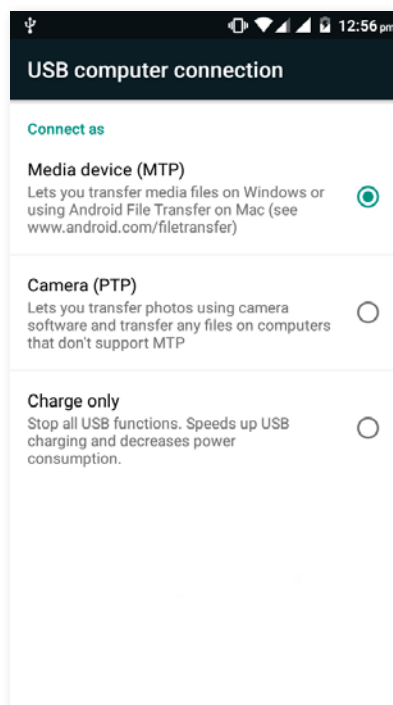 12:56 pm
USB computer connection
Connect as
Media device (MTP)
Lets you transfer media files on Windows or
using Android File Transfer on Mac (see
www.android.com/filetransfer)
Camera (PTP)
Lets you transfer photos using camera
software and transfer any files on computers
that don't support MTP
Charge only
Stop all USB functions. Speeds up USB
charging and decreases power
consumption.